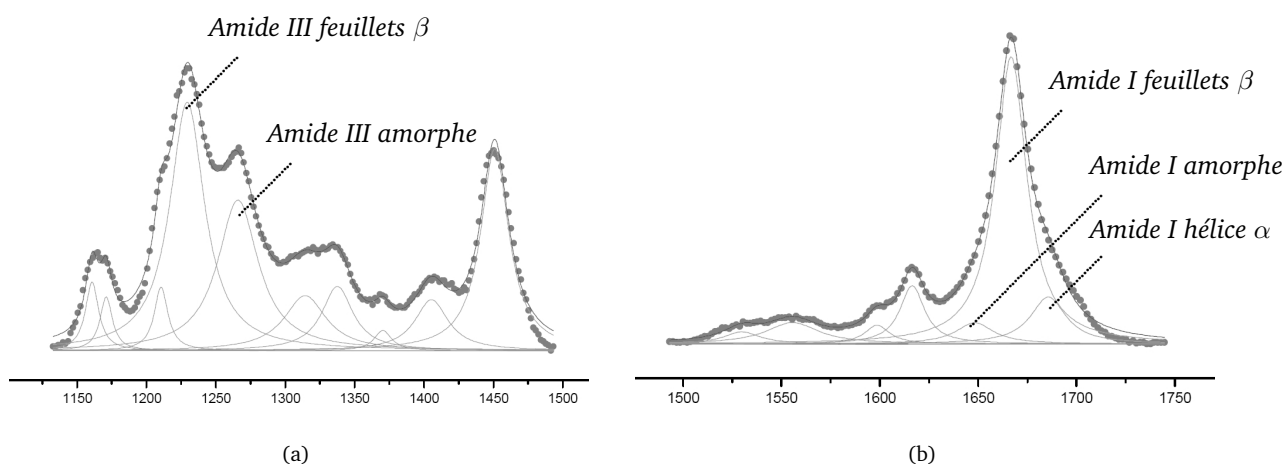 Amide III feuillets β
Amide III amorphe
1150 1200 1250 1300 1350 1400 1450 1500
(a)
Amide I feuillets β
Amide I amorphe
Amide I hélice α
1500 1550 1600 1650 1700 1750
(b)